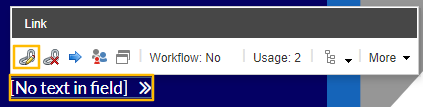 Link
Workflow: No Usage: 2 More
[No text in field] »